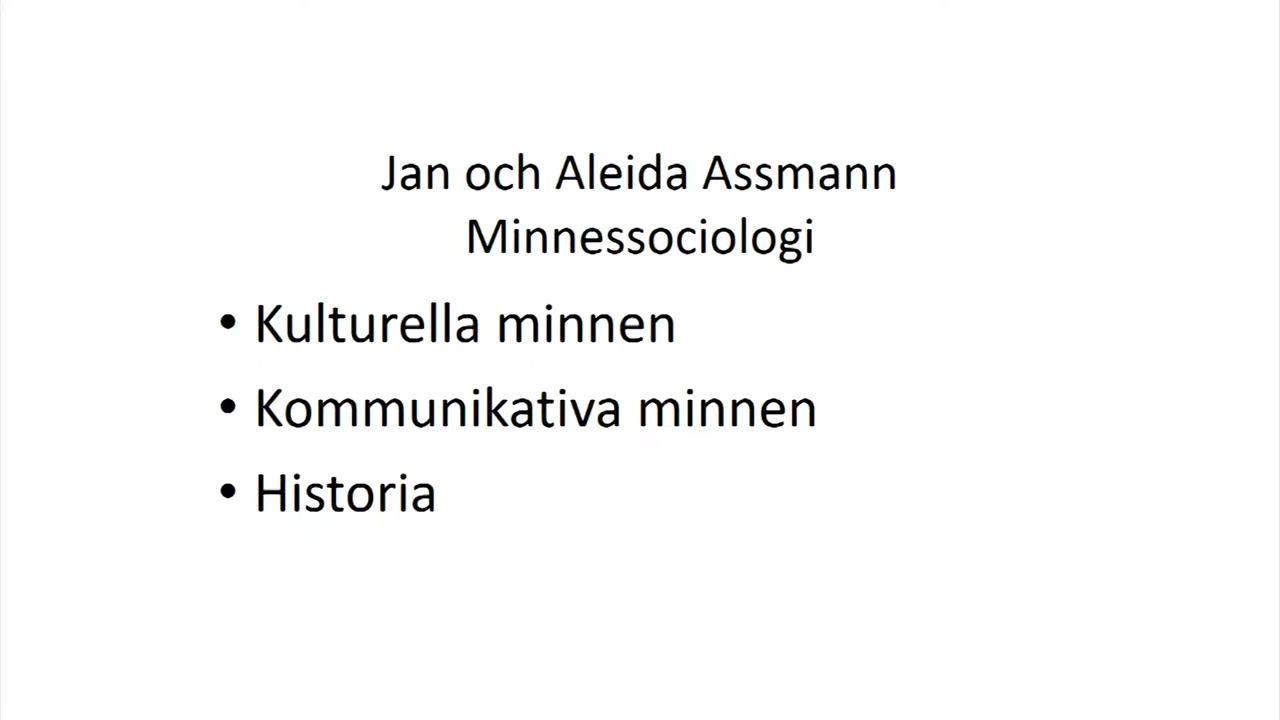 Jan och Aleida Assmann
Minnessociologi
• Kulturella minnen
• Kommunikativa minnen
• Historia